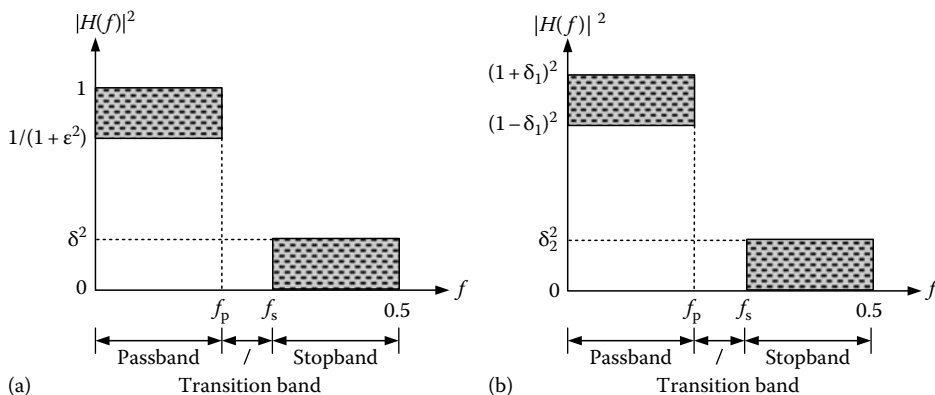 |H(f)|²
1
1/(1 + ε²)
δ²
0
f_p
f_s
0.5
f
Passband
/
Stopband
(a)
Transition band
|H(f)| ²
(1 + δ₁)²
(1 – δ₁)²
δ₂²
0
f_p
f_s
0.5
f
Passband
/
Stopband
(b)
Transition band